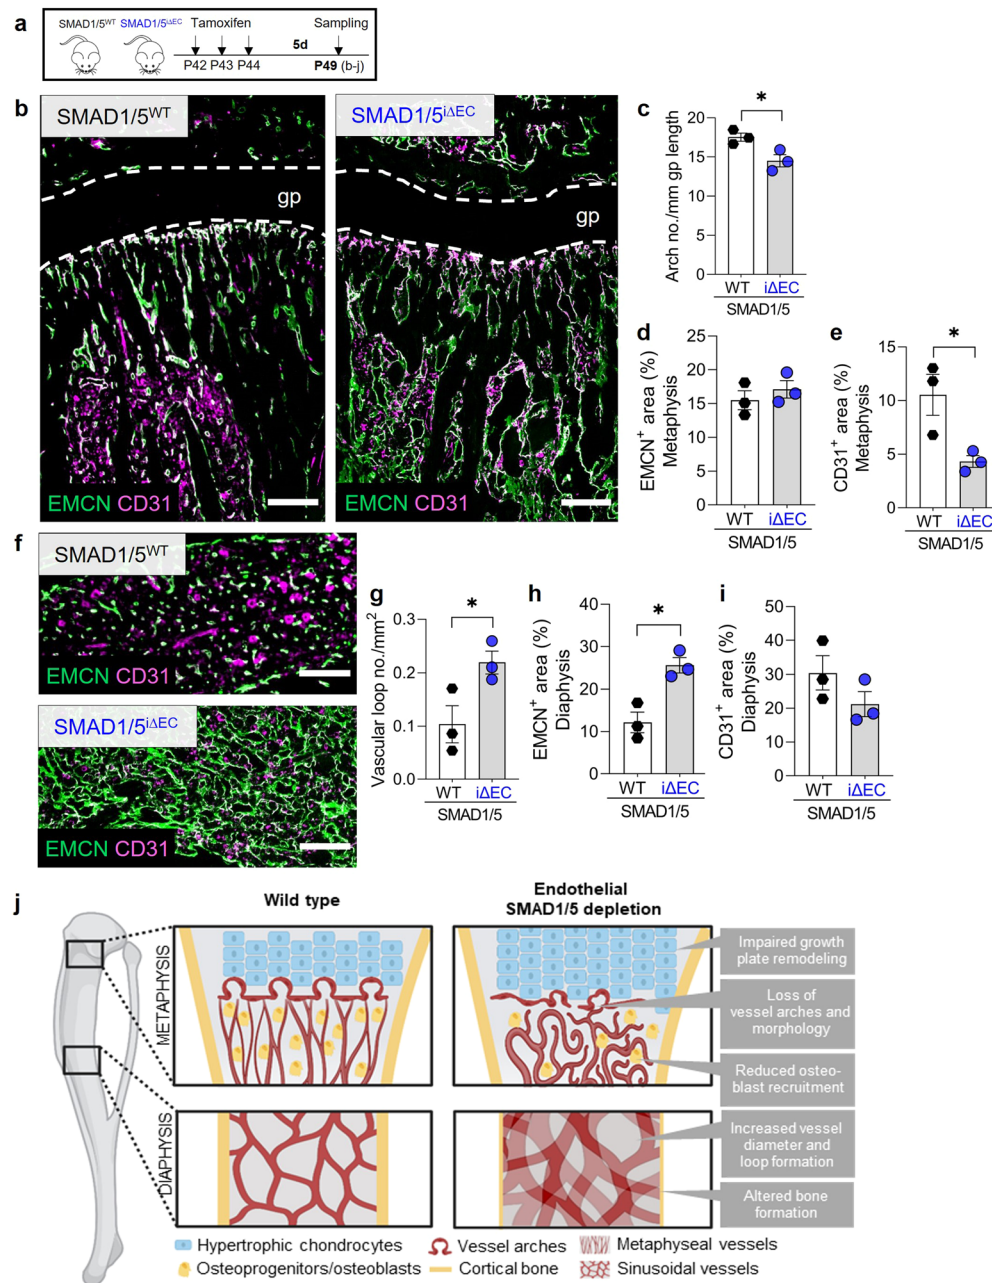 a
SMAD1/5WT SMAD1/5iΔEC Tamoxifen Sampling
5d
P42 P43 P44 P49 (b-j)
b
SMAD1/5WT
SMAD1/5iΔEC
gp
gp
EMCN CD31
EMCN CD31
c
Arch no./mm gp length
20
15
10
5
0
*
WT iΔEC
SMAD1/5
d
EMCN+ area (%)
Metaphysis
25
20
15
10
5
0
WT iΔEC
SMAD1/5
e
CD31+ area (%)
Metaphysis
15
10
5
0
*
WT iΔEC
SMAD1/5
f
SMAD1/5WT
EMCN CD31
SMAD1/5iΔEC
EMCN CD31
g
Vascular loop no./mm2
0.3
0.2
0.1
0.0
*
WT iΔEC
SMAD1/5
h
EMCN+ area (%)
Diaphysis
40
30
20
10
0
*
WT iΔEC
SMAD1/5
i
CD31+ area (%)
Diaphysis
50
40
30
20
10
0
WT iΔEC
SMAD1/5
j
Wild type
Endothelial
SMAD1/5 depletion
METAPHYSIS
DIAPHYSIS
Impaired growth
plate remodeling
Loss of
vessel arches and
morphology
Reduced osteo-
blast recruitment
Increased vessel
diameter and
loop formation
Altered bone
formation
Hypertrophic chondrocytes Vessel arches Metaphyseal vessels
Osteoprogenitors/osteoblasts Cortical bone Sinusoidal vessels